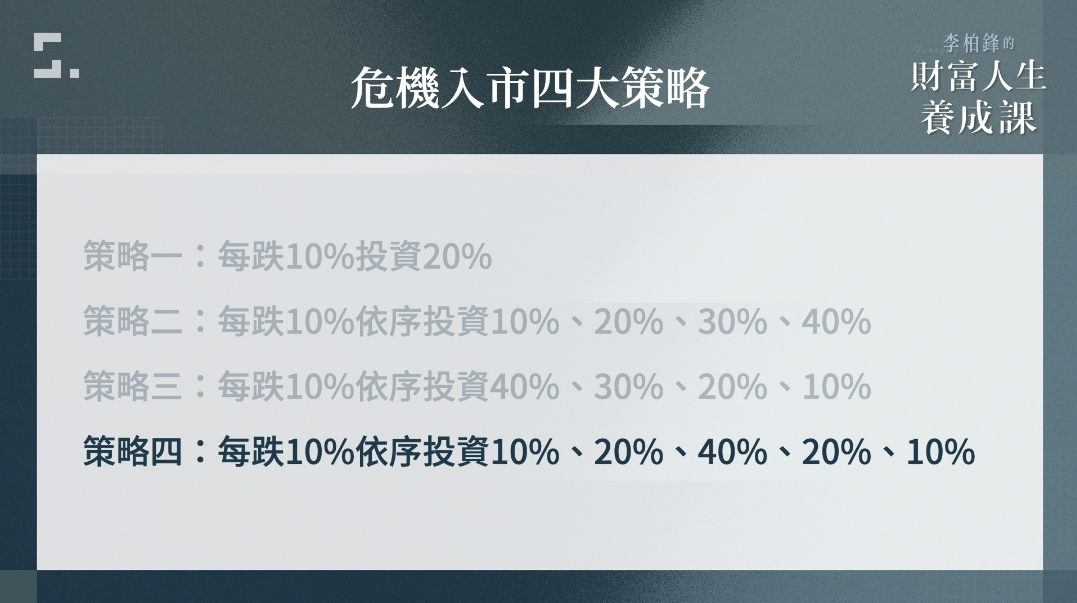 危機入市四大策略
李柏鋒的
財富人生
養成課
策略一：每跌10%投資20%
策略二：每跌10%依序投資10%、20%、30%、40%
策略三：每跌10%依序投資40%、30%、20%、10%
策略四：每跌10%依序投資10%、20%、40%、20%、10%